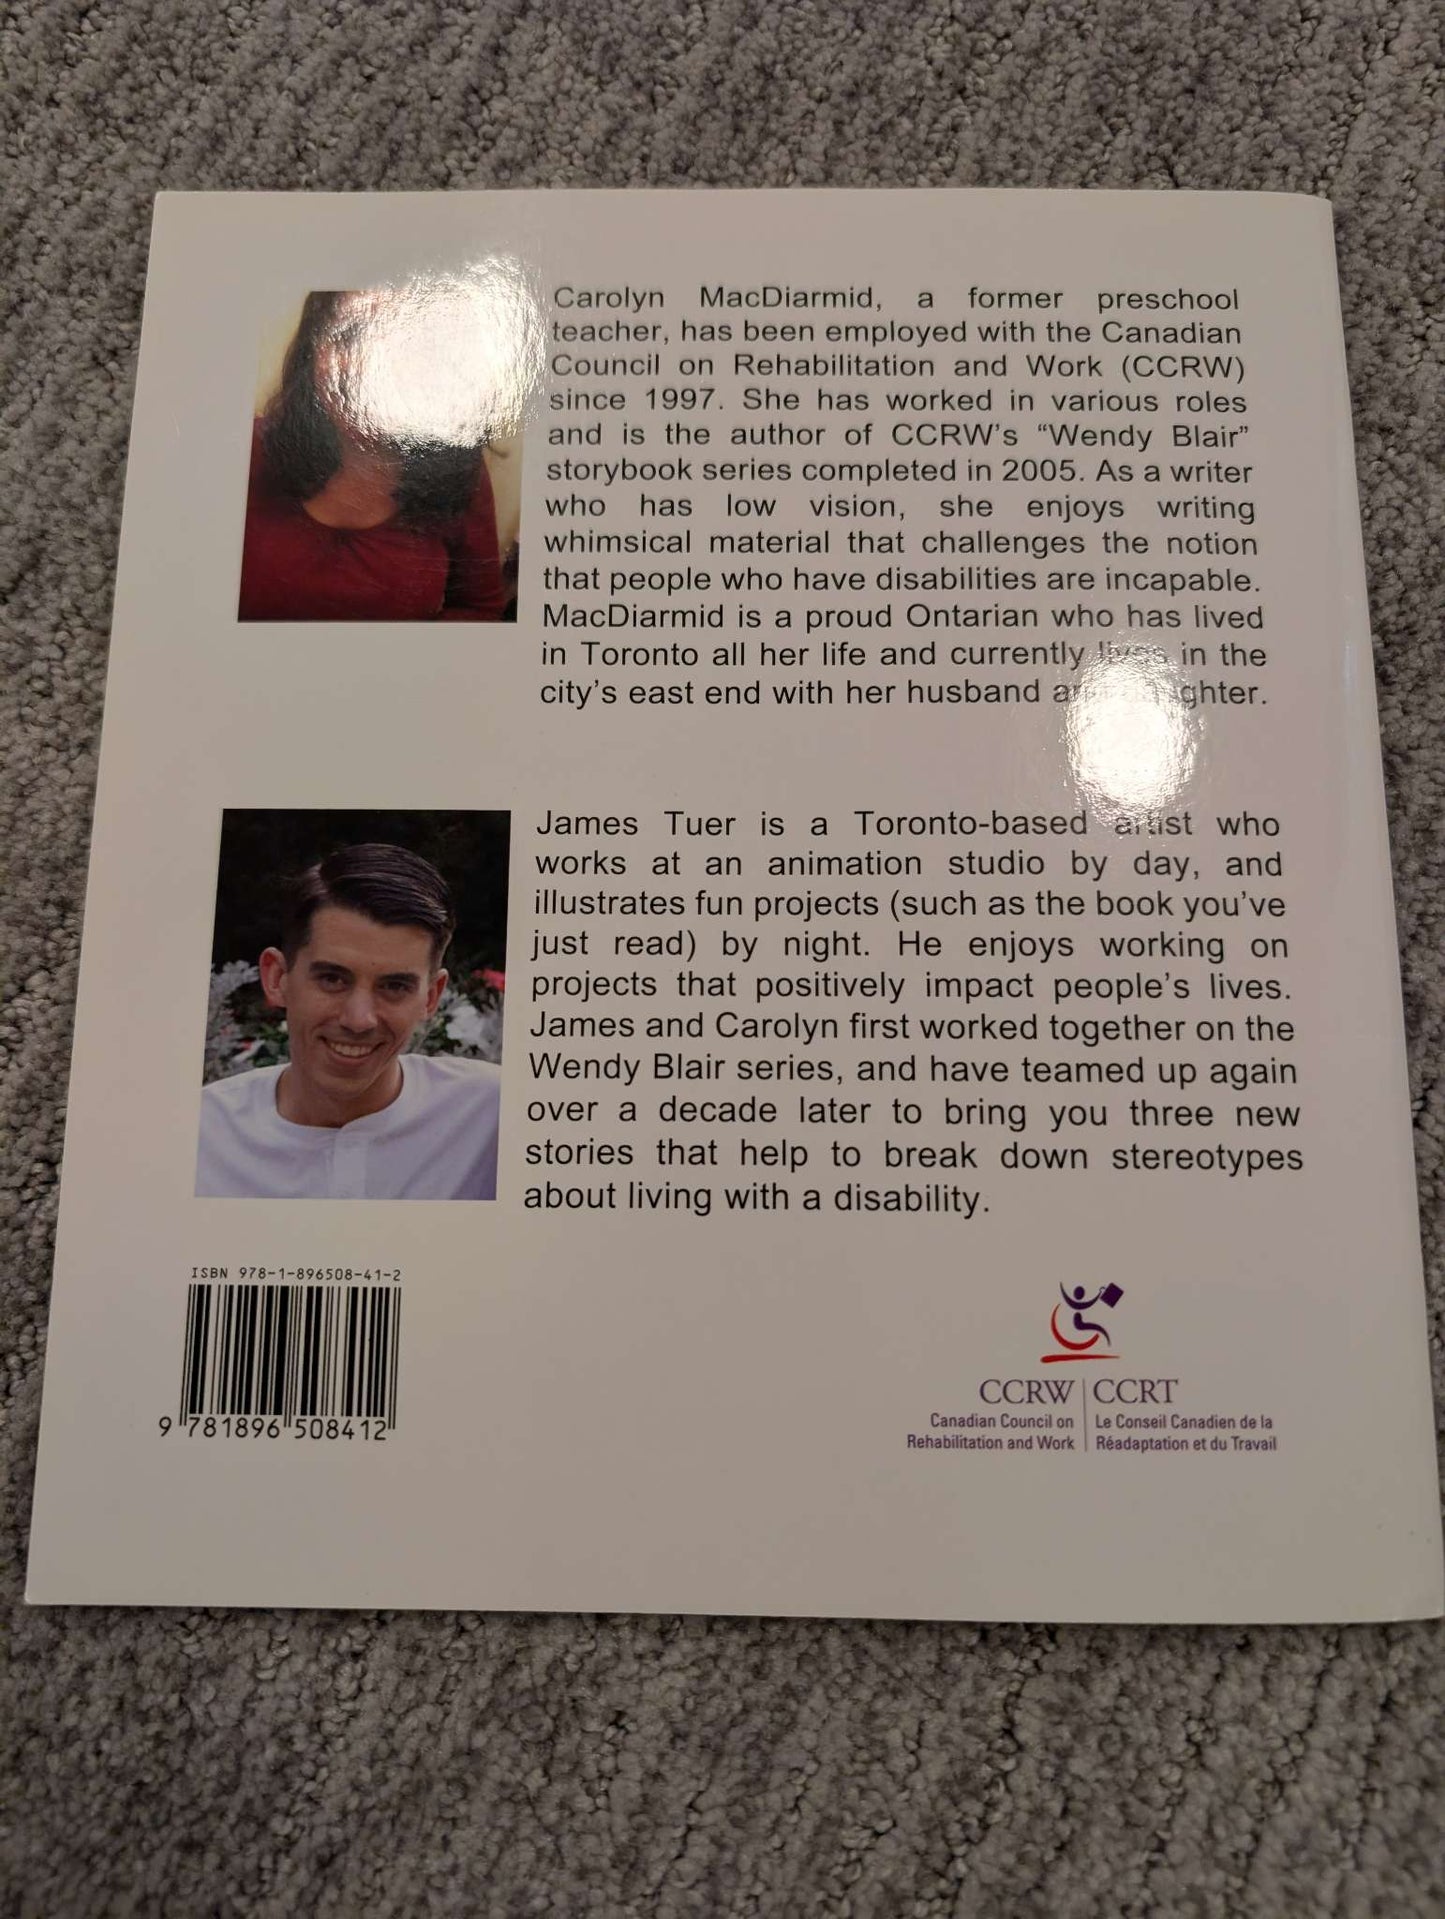 Carolyn MacDiarmid, a former preschool
teacher, has been employed with the Canadian
Council on Rehabilitation and Work (CCRW)
since 1997. She has worked in various roles
and is the author of CCRW's “Wendy Blair”
storybook series completed in 2005. As a writer
who has low vision, she enjoys writing
whimsical material that challenges the notion
that people who have disabilities are incapable.
MacDiarmid is a proud Ontarian who has lived
in Toronto all her life and currently lives in the
city's east end with her husband and daughter.
James Tuer is a Toronto-based artist who
works at an animation studio by day, and
illustrates fun projects (such as the book you've
just read) by night. He enjoys working on
projects that positively impact people's lives.
James and Carolyn first worked together on the
Wendy Blair series, and have teamed up again
over a decade later to bring you three new
stories that help to break down stereotypes
about living with a disability.
ISBN 978-1-896508-41-2
9 781896 508412
CCRW | CCRT
Canadian Council on
Rehabilitation and Work
Le Conseil Canadien de la
Réadaptation et du Travail